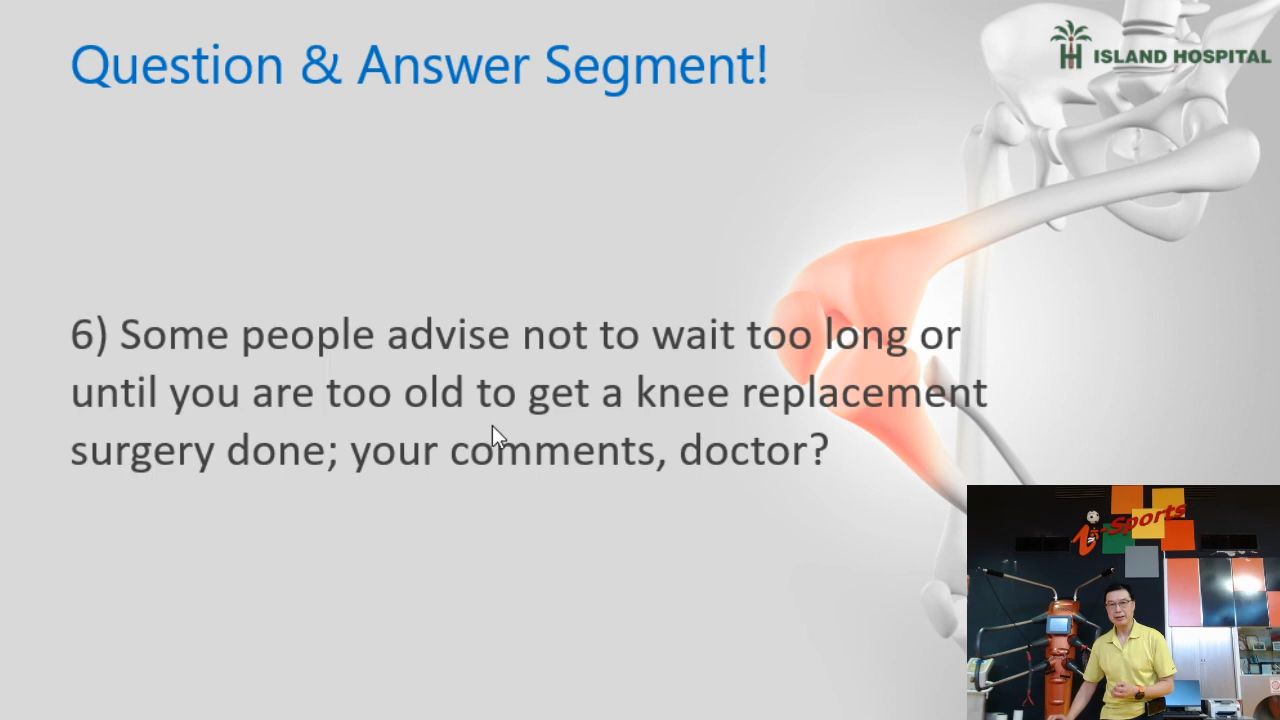 Question & Answer Segment!
ISLAND HOSPITAL
6) Some people advise not to wait too long or
until you are too old to get a knee replacement
surgery done; your comments, doctor?
i-Sports